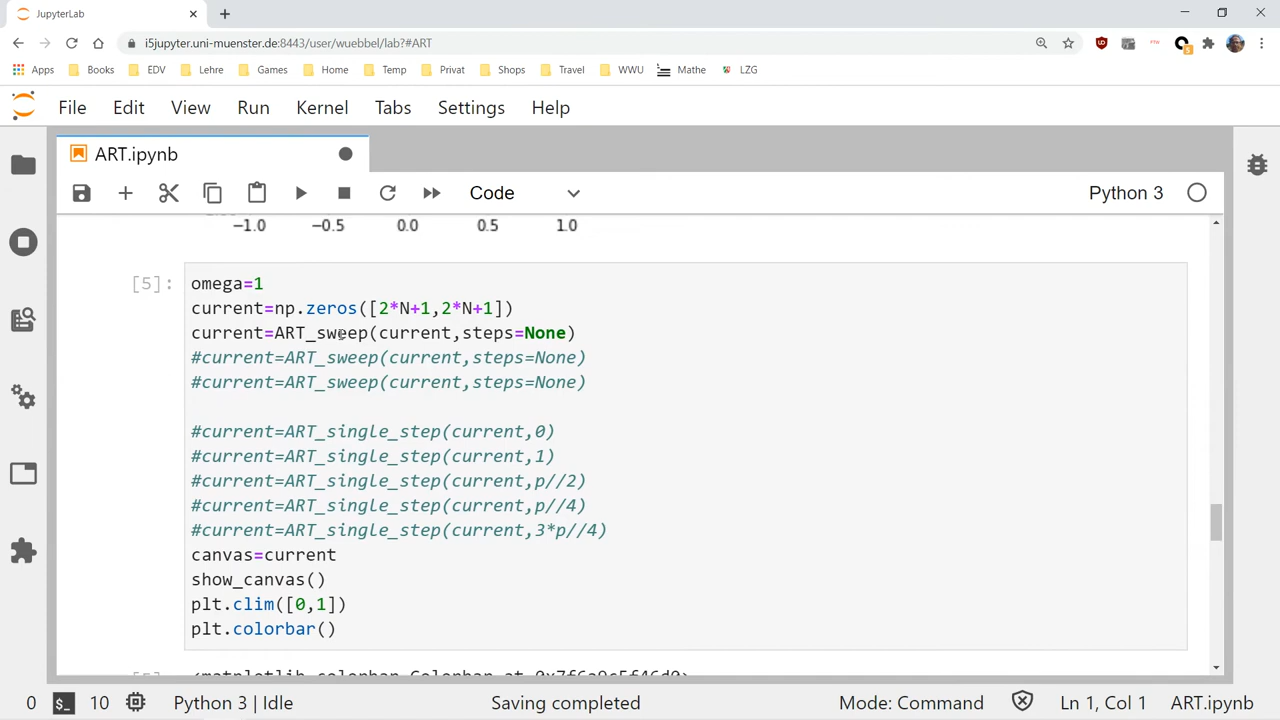 JupyterLab
i5jupyter.uni-muenster.de:8443/user/wuebbel/lab?#ART
Apps Books EDV Lehre Games Home Temp Privat Shops Travel WWU Mathe LZG
File Edit View Run Kernel Tabs Settings Help
ART.ipynb
Code Python 3
−1.0 −0.5 0.0 0.5 1.0
[5]: omega=1
current=np.zeros([2*N+1,2*N+1])
current=ART_sweep(current,steps=None)
#current=ART_sweep(current,steps=None)
#current=ART_sweep(current,steps=None)
#current=ART_single_step(current,0)
#current=ART_single_step(current,1)
#current=ART_single_step(current,p//2)
#current=ART_single_step(current,p//4)
#current=ART_single_step(current,3*p//4)
canvas=current
show_canvas()
plt.clim([0,1])
plt.colorbar()
0 $_ 10 Python 3 | Idle Saving completed Mode: Command Ln 1, Col 1 ART.ipynb